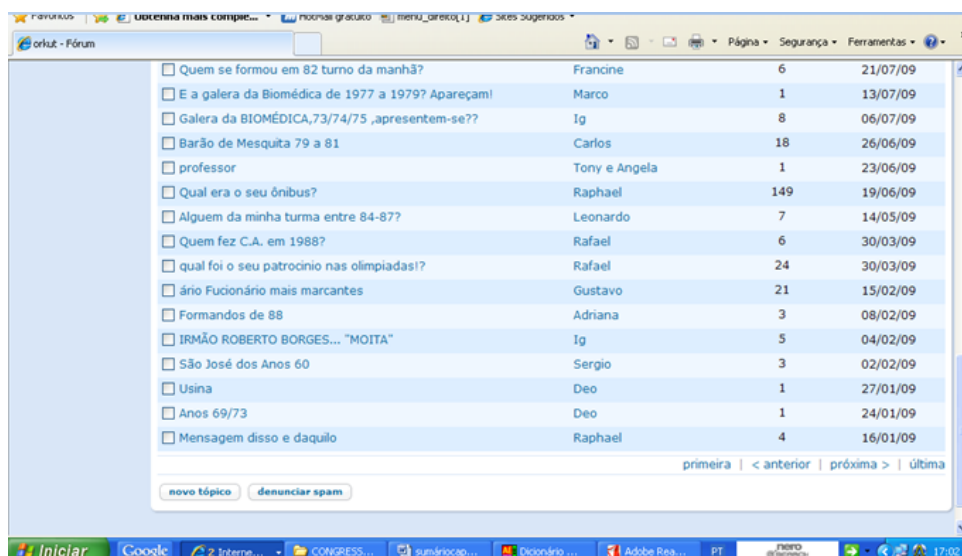 Favoritos Obtenha mais comple... Hotmail gratuito menu_direito[1] Sites Sugeridos
orkut - Fórum Página Segurança Ferramentas
Quem se formou em 82 turno da manhã? Francine 6 21/07/09
E a galera da Biomédica de 1977 a 1979? Apareçam! Marco 1 13/07/09
Galera da BIOMÉDICA,73/74/75 ,apresentem-se?? Ig 8 06/07/09
Barão de Mesquita 79 a 81 Carlos 18 26/06/09
professor Tony e Angela 1 23/06/09
Qual era o seu ônibus? Raphael 149 19/06/09
Alguem da minha turma entre 84-87? Leonardo 7 14/05/09
Quem fez C.A. em 1988? Rafael 6 30/03/09
qual foi o seu patrocinio nas olimpiadas!? Rafael 24 30/03/09
ário Fucionário mais marcantes Gustavo 21 15/02/09
Formandos de 88 Adriana 3 08/02/09
IRMÃO ROBERTO BORGES... "MOITA" Ig 5 04/02/09
São José dos Anos 60 Sergio 3 02/02/09
Usina Deo 1 27/01/09
Anos 69/73 Deo 1 24/01/09
Mensagem disso e daquilo Raphael 4 16/01/09
primeira | < anterior | próxima > | última
novo tópico denunciar spam
Iniciar Google 2 Interne... CONGRESS... sumáriocap... Dicionário ... Adobe Rea... PT nero 17:03